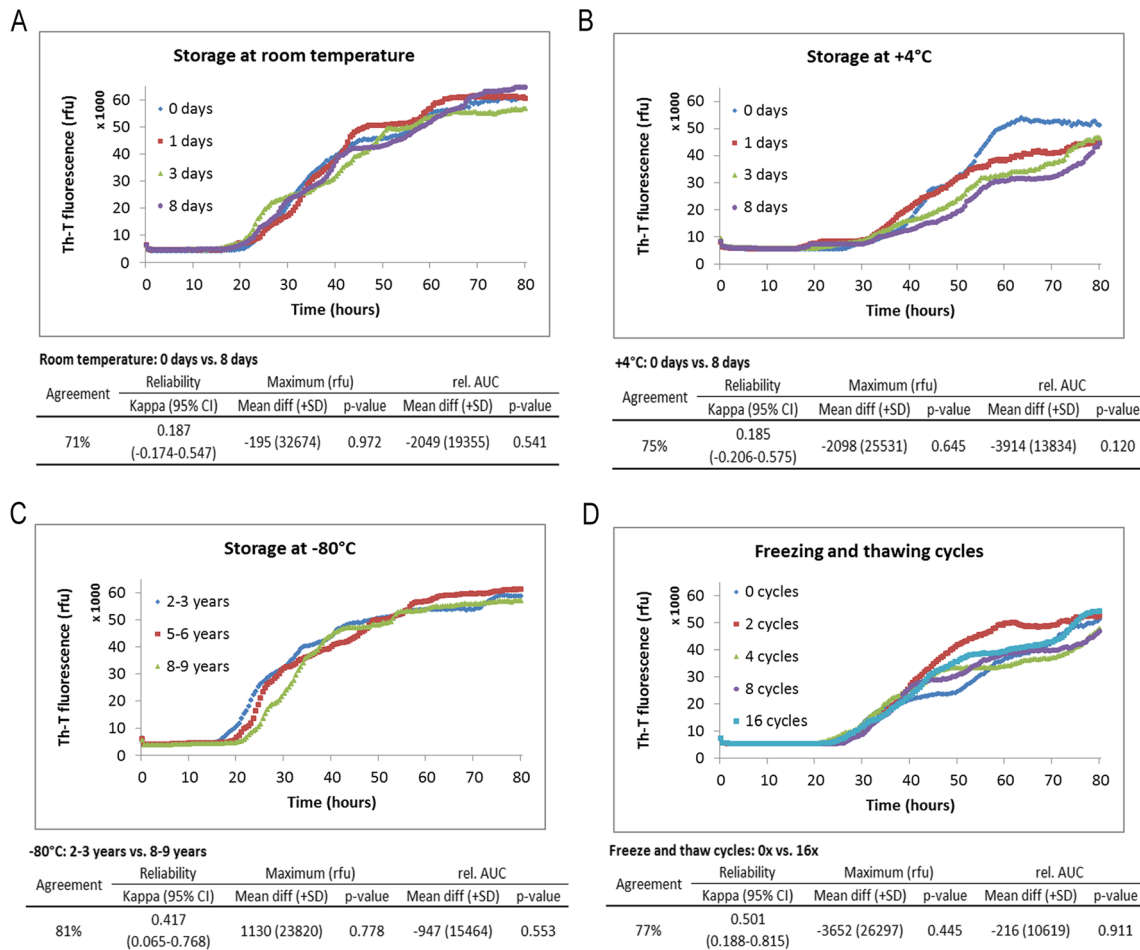 A
Storage at room temperature
Th-T fluorescence (rfu)
x 1000
60
50
40
30
20
10
0
0 days
1 days
3 days
8 days
0 10 20 30 40 50 60 70 80
Time (hours)
Room temperature: 0 days vs. 8 days
Agreement Reliability Maximum (rfu) rel. AUC
Kappa (95% CI) Mean diff (+SD) p-value Mean diff (+SD) p-value
71% 0.187 -195 (32674) 0.972 -2049 (19355) 0.541
(-0.174-0.547)
B
Storage at +4°C
Th-T fluorescence (rfu)
x 1000
60
50
40
30
20
10
0
0 days
1 days
3 days
8 days
0 10 20 30 40 50 60 70 80
Time (hours)
+4°C: 0 days vs. 8 days
Agreement Reliability Maximum (rfu) rel. AUC
Kappa (95% CI) Mean diff (+SD) p-value Mean diff (+SD) p-value
75% 0.185 -2098 (25531) 0.645 -3914 (13834) 0.120
(-0.206-0.575)
C
Storage at -80°C
Th-T fluorescence (rfu)
x 1000
60
50
40
30
20
10
0
2-3 years
5-6 years
8-9 years
0 10 20 30 40 50 60 70 80
Time (hours)
-80°C: 2-3 years vs. 8-9 years
Agreement Reliability Maximum (rfu) rel. AUC
Kappa (95% CI) Mean diff (+SD) p-value Mean diff (+SD) p-value
81% 0.417 1130 (23820) 0.778 -947 (15464) 0.553
(0.065-0.768)
D
Freezing and thawing cycles
Th-T fluorescence (rfu)
x 1000
60
50
40
30
20
10
0
0 cycles
2 cycles
4 cycles
8 cycles
16 cycles
0 10 20 30 40 50 60 70 80
Time (hours)
Freeze and thaw cycles: 0x vs. 16x
Agreement Reliability Maximum (rfu) rel. AUC
Kappa (95% CI) Mean diff (+SD) p-value Mean diff (+SD) p-value
77% 0.501 -3652 (26297) 0.445 -216 (10619) 0.911
(0.188-0.815)